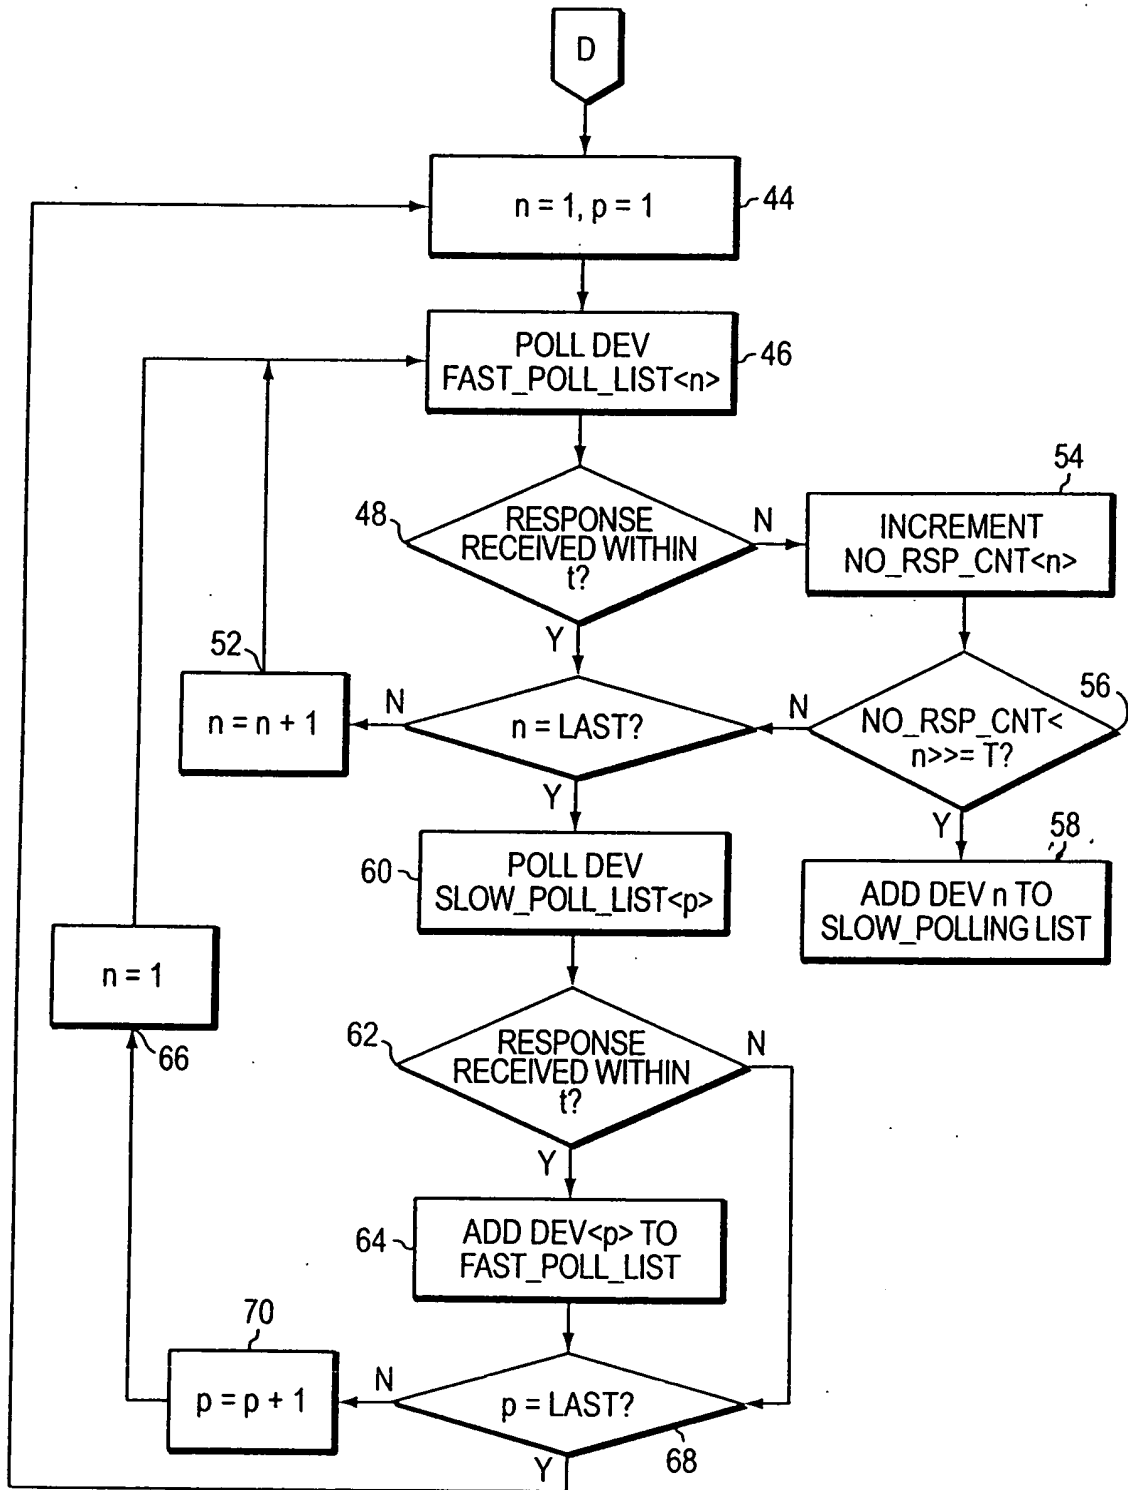 D
n = 1, p = 1
44
POLL DEV
FAST_POLL_LIST<n>
46
54
48
RESPONSE
RECEIVED WITHIN
t?
N
INCREMENT
NO_RSP_CNT<n>
Y
52
56
n = n + 1
N
n = LAST?
N
NO_RSP_CNT<
n>>= T?
Y
Y
58
60
POLL DEV
SLOW_POLL_LIST<p>
ADD DEV n TO
SLOW_POLLING LIST
n = 1
66
62
RESPONSE
RECEIVED WITHIN
t?
N
Y
64
ADD DEV<p> TO
FAST_POLL_LIST
70
p = p + 1
N
p = LAST?
68
Y